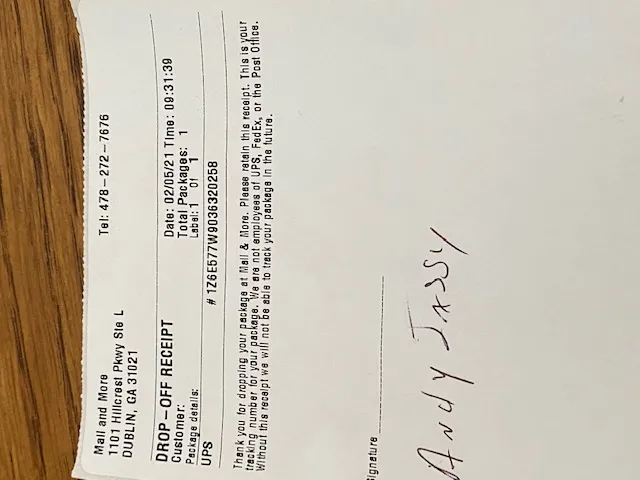 Mail and More
1101 Hillcrest Pkwy Ste L
DUBLIN, GA 31021
Tel: 478-272-7676
DROP-OFF RECEIPT
Customer:
Package details:
UPS
Date: 02/05/21 Time: 09:31:39
Total Packages: 1
Label: 1 of 1
# 1Z6E577W9036320258
Thank you for dropping your package at Mail & More. Please retain this receipt. This is your
tracking number for your package. We are not employees of UPS, FedEx, or the Post Office.
Without this receipt we will not be able to track your package in the future.
ignature
Andy Jassy